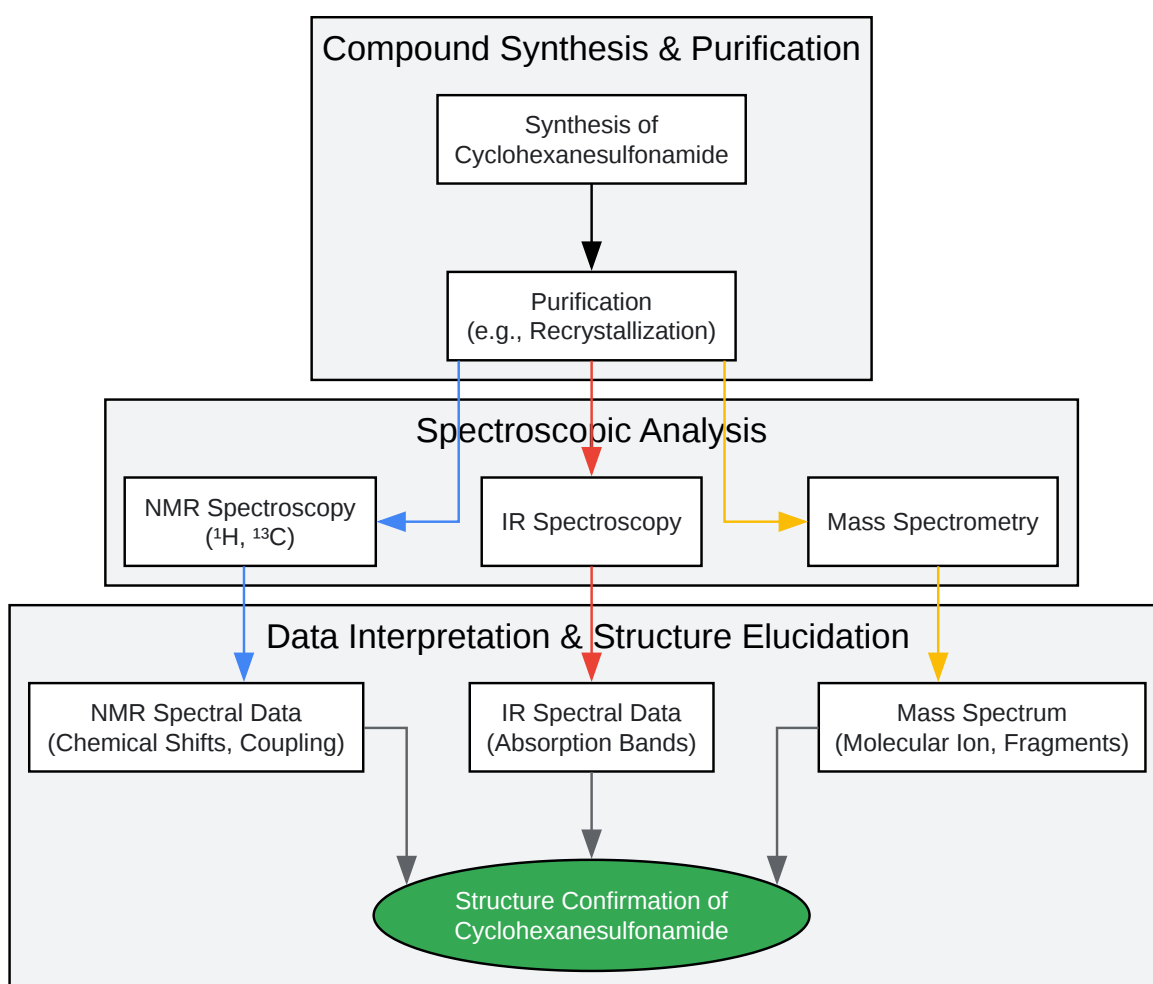 Compound Synthesis & Purification
Synthesis of
Cyclohexanesulfonamide
Purification
(e.g., Recrystallization)
Spectroscopic Analysis
NMR Spectroscopy
(¹H, ¹³C)
IR Spectroscopy
Mass Spectrometry
Data Interpretation & Structure Elucidation
NMR Spectral Data
(Chemical Shifts, Coupling)
IR Spectral Data
(Absorption Bands)
Mass Spectrum
(Molecular Ion, Fragments)
Structure Confirmation of
Cyclohexanesulfonamide